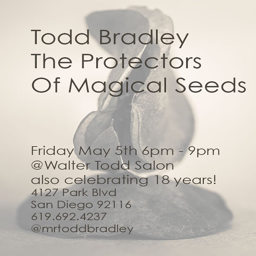 Todd Bradley
The Protectors
Of Magical Seeds
Friday May 5th 6pm - 9pm
@Walter Todd Salon
also celebrating 18 years!
4127 Park Blvd
San Diego 92116
619.692.4237
@mrtoddbradley